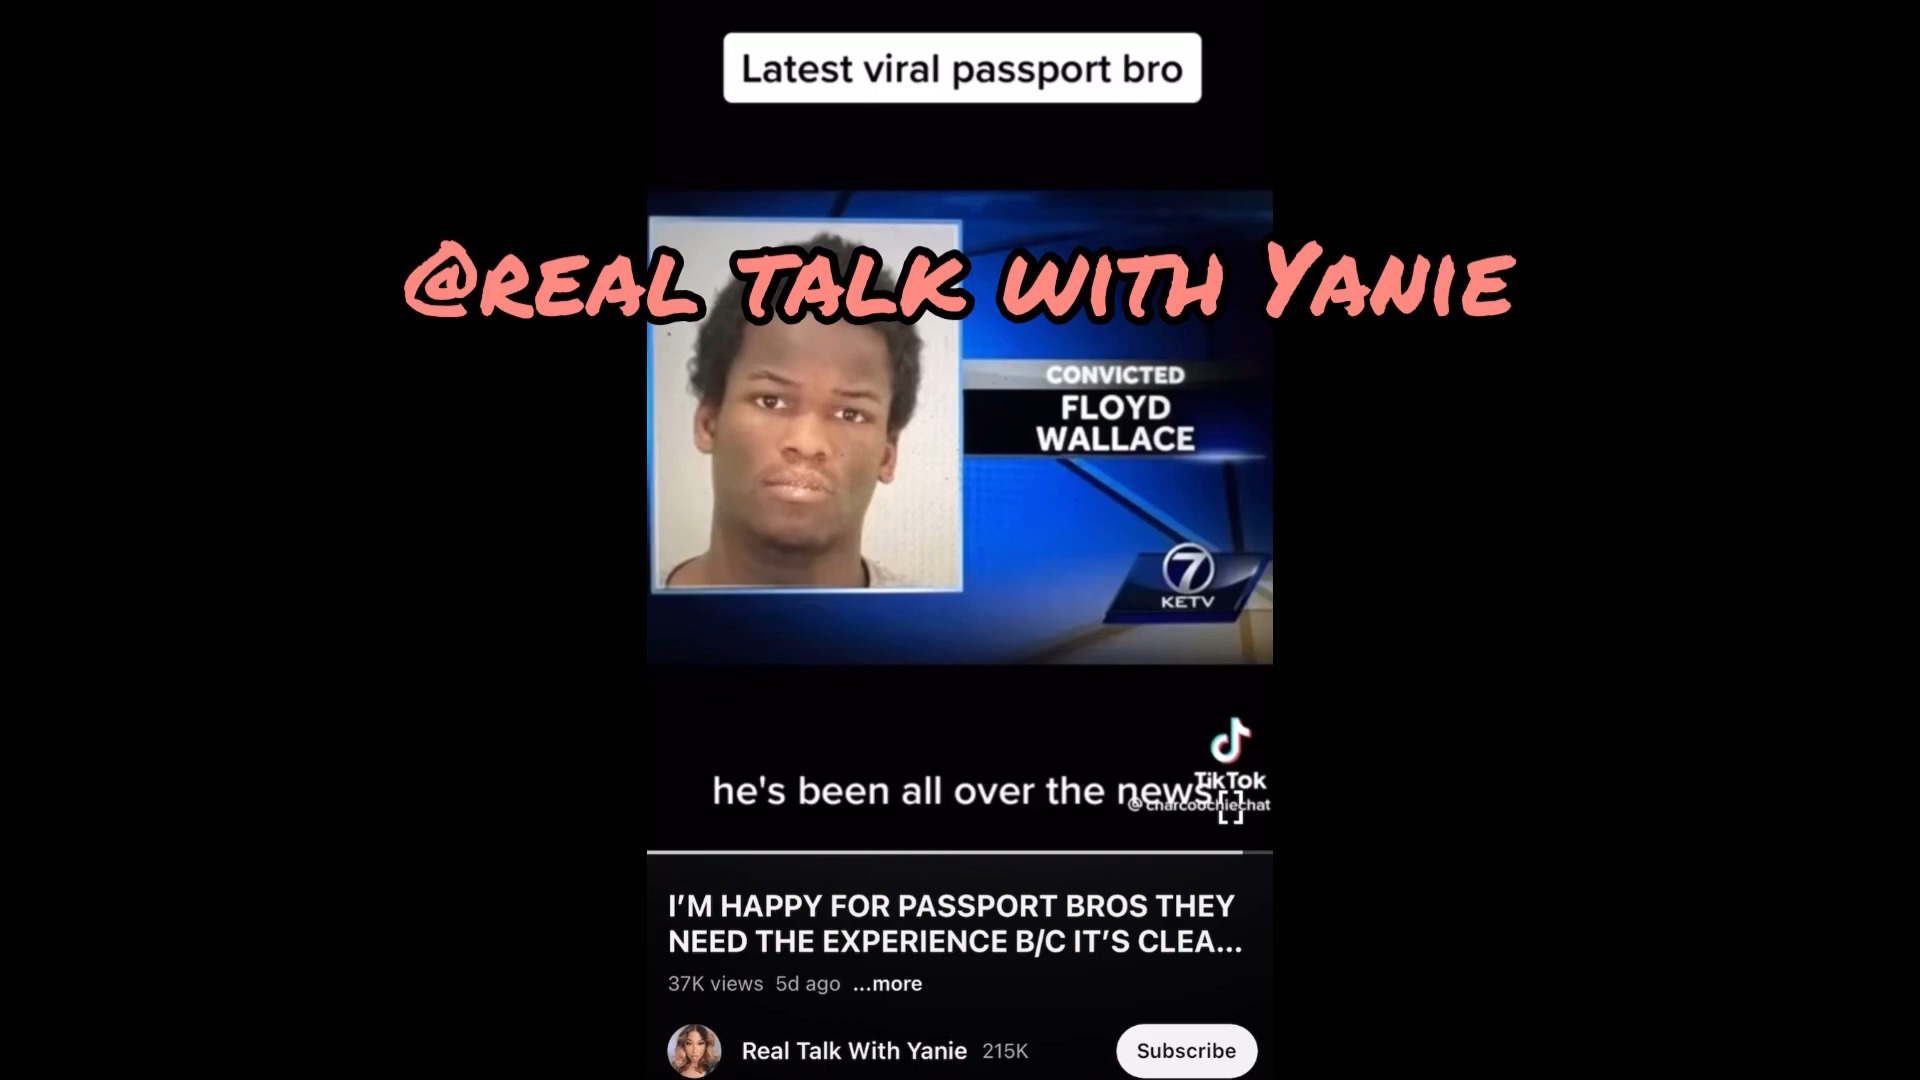 Latest viral passport bro
@REAL TALK WITH YANIE
CONVICTED
FLOYD
WALLACE
7
KETV
he's been all over the news
TikTok
@charcoochiechat
I'M HAPPY FOR PASSPORT BROS THEY
NEED THE EXPERIENCE B/C IT'S CLEA...
37K views 5d ago ...more
Real Talk With Yanie 215K
Subscribe